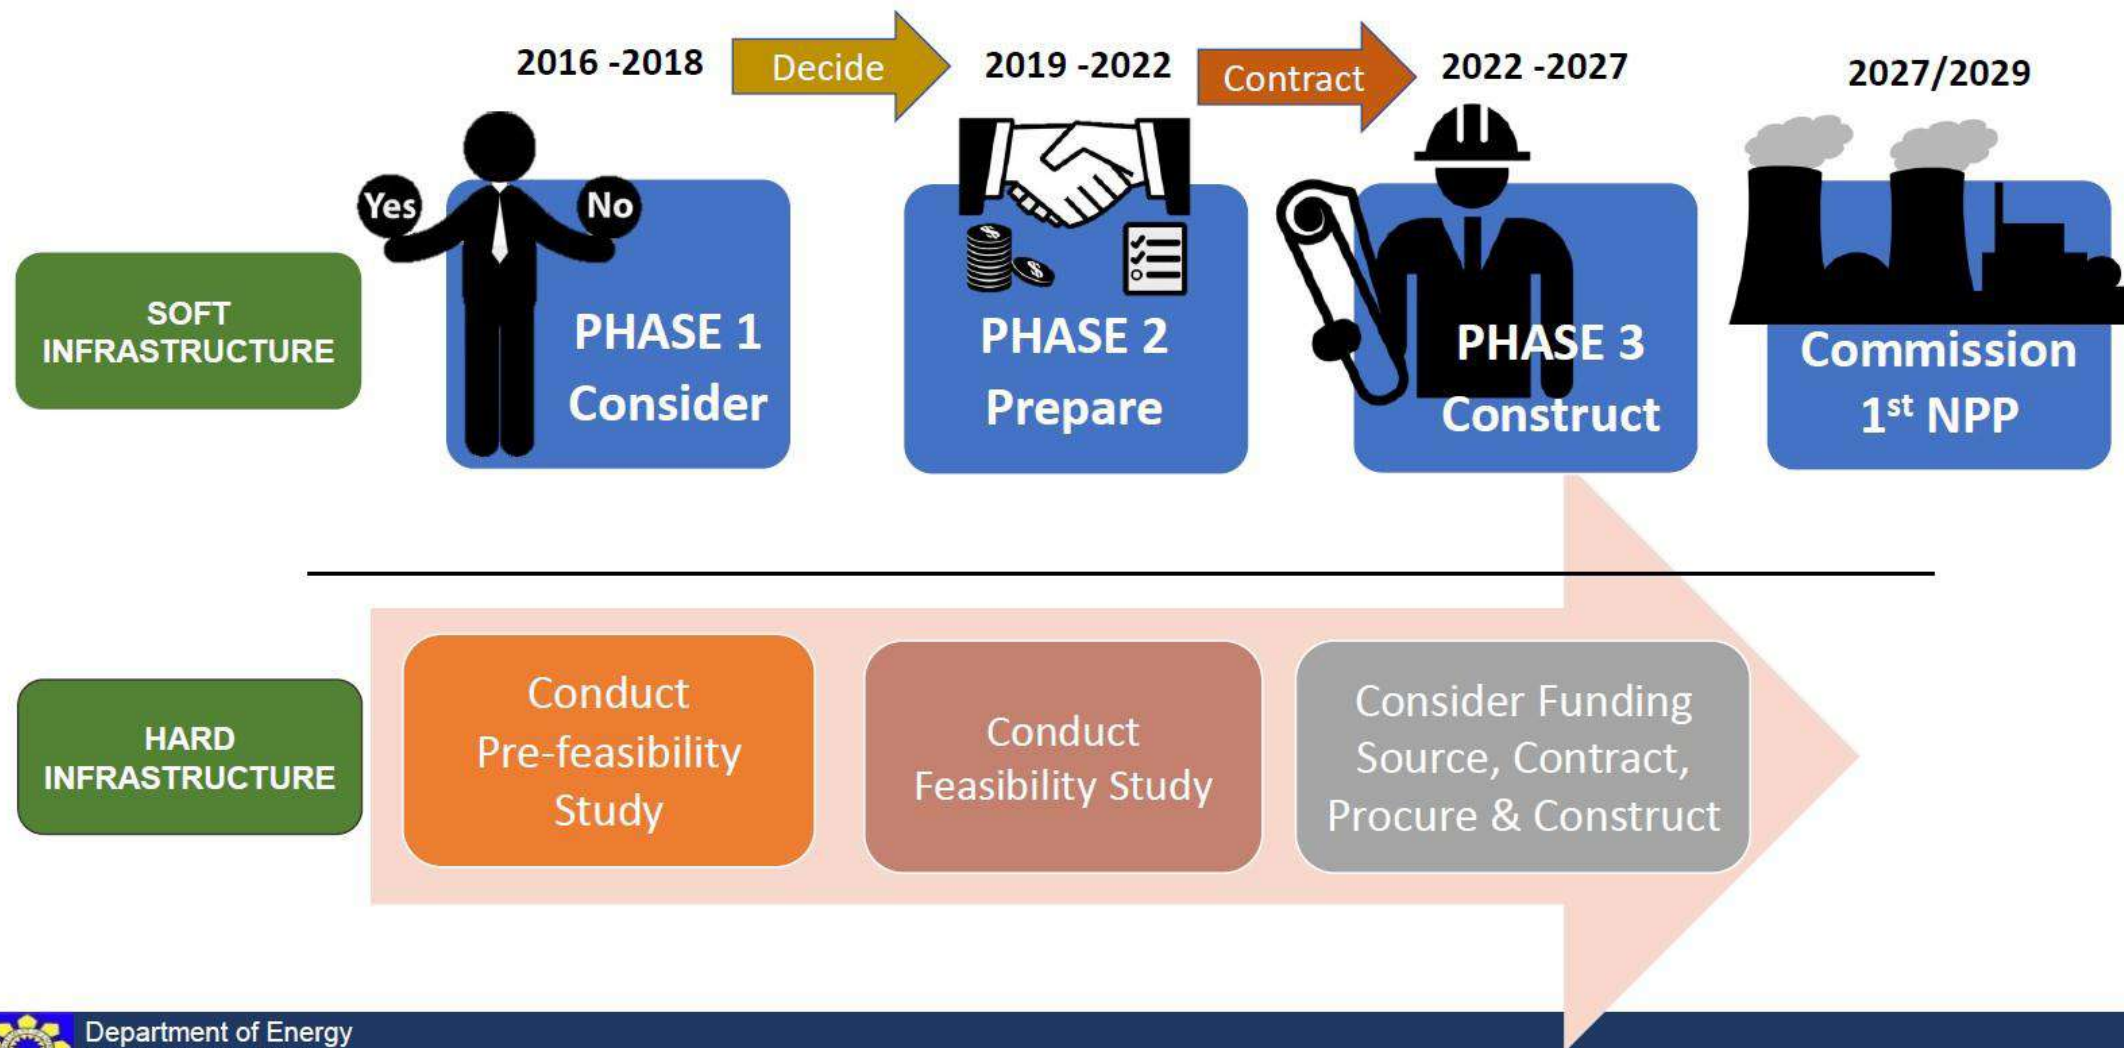 2016 -2018
Decide
2019 -2022
Contract
2022 -2027
2027/2029
SOFT
INFRASTRUCTURE
Yes
No
PHASE 1
Consider
$
$
PHASE 2
Prepare
PHASE 3
Construct
Commission
1st NPP
HARD
INFRASTRUCTURE
Conduct
Pre-feasibility
Study
Conduct
Feasibility Study
Consider Funding
Source, Contract,
Procure & Construct
Department of Energy